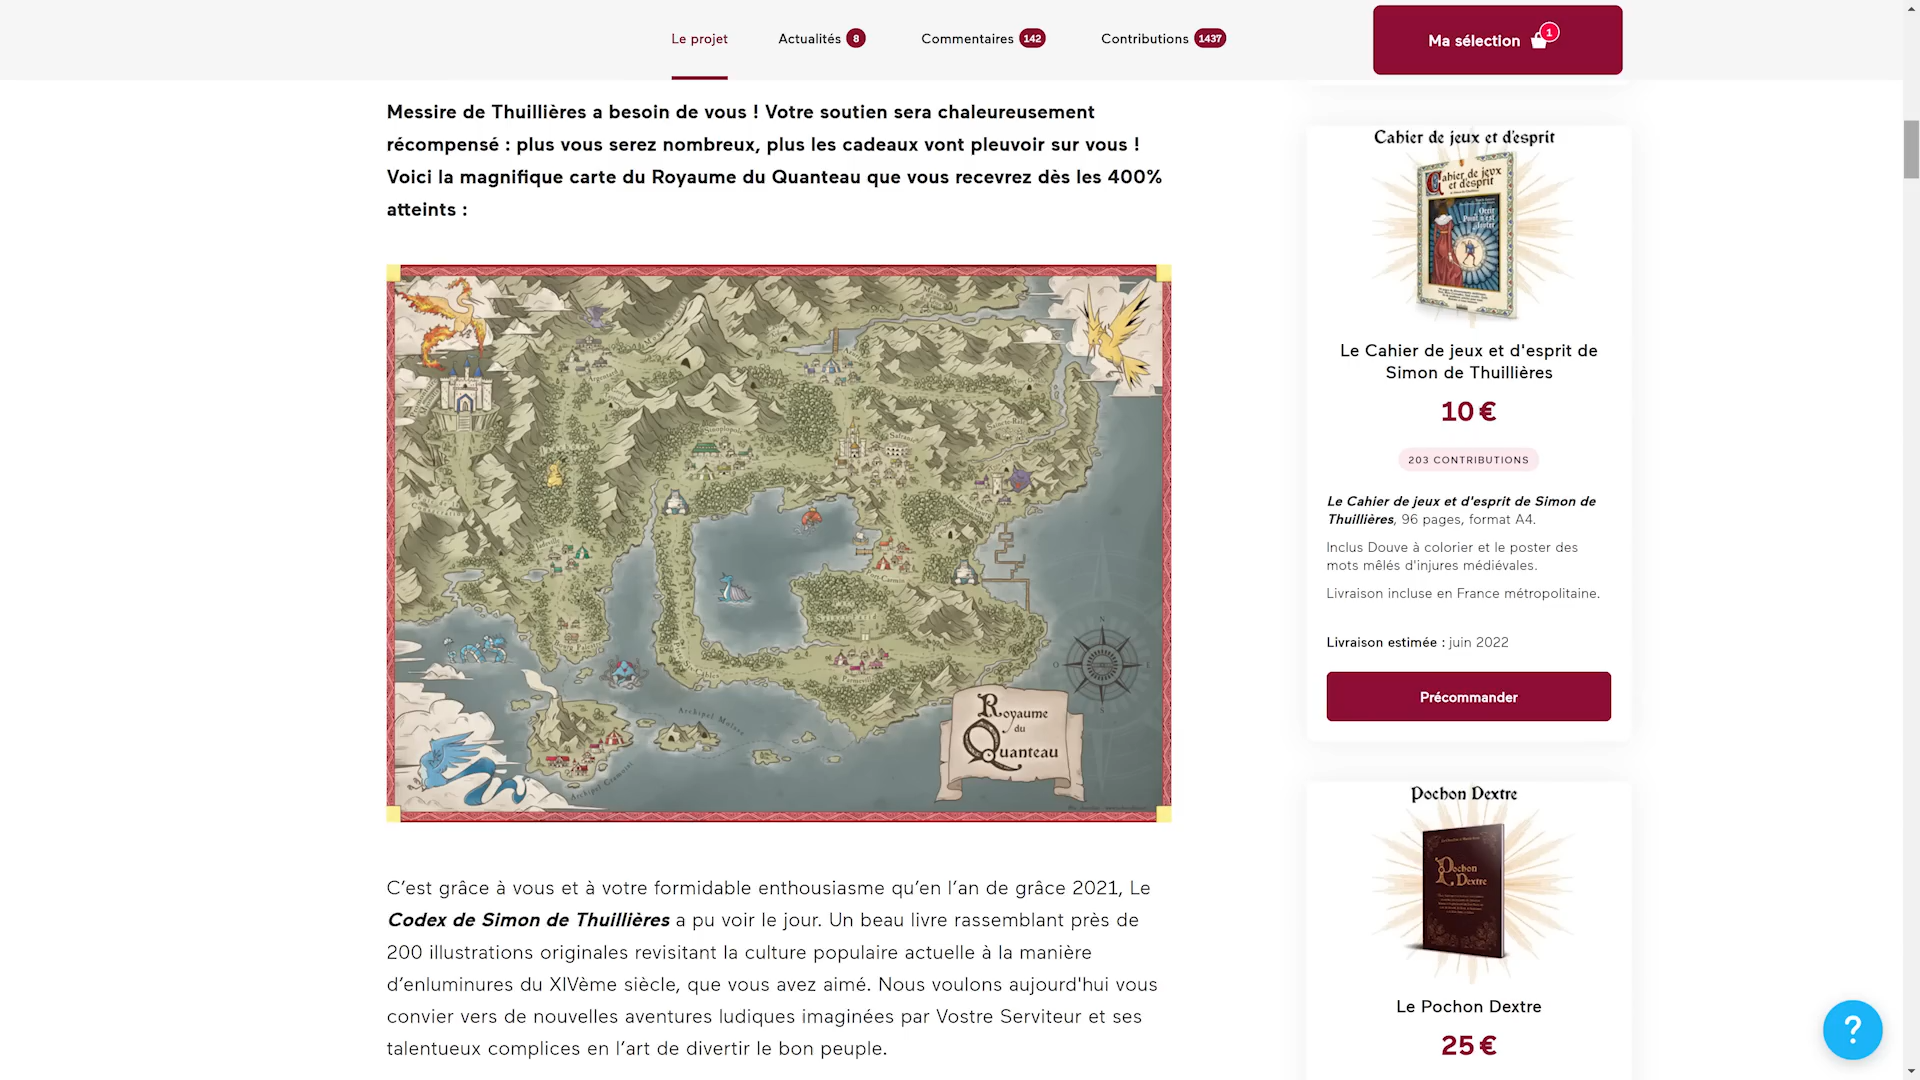 Le projet
Actualités 8
Commentaires 142
Contributions 1437
Ma sélection 1
Messire de Thuillières a besoin de vous ! Votre soutien sera chaleureusement
récompensé : plus vous serez nombreux, plus les cadeaux vont pleuvoir sur vous !
Voici la magnifique carte du Royaume du Quanteau que vous recevrez dès les 400%
atteints :
Archipel
Royaume
du
Quanteau
C’est grâce à vous et à votre formidable enthousiasme qu’en l’an de grâce 2021, Le
Codex de Simon de Thuillières a pu voir le jour. Un beau livre rassemblant près de
200 illustrations originales revisitant la culture populaire actuelle à la manière
d’enluminures du XIVème siècle, que vous avez aimé. Nous voulons aujourd'hui vous
convier vers de nouvelles aventures ludiques imaginées par Vostre Serviteur et ses
talentueux complices en l’art de divertir le bon peuple.
Cahier de jeux et d'esprit
Cahier de jeux
et d'esprit
Le Cahier de jeux et d'esprit de
Simon de Thuillières
10 €
203 CONTRIBUTIONS
Le Cahier de jeux et d'esprit de Simon de
Thuillières, 96 pages, format A4.
Inclus Douve à colorier et le poster des
mots mêlés d'injures médiévales.
Livraison incluse en France métropolitaine.
Livraison estimée : juin 2022
Précommander
Pochon Dextre
Pochon
Dextre
Le Pochon Dextre
25 €
?